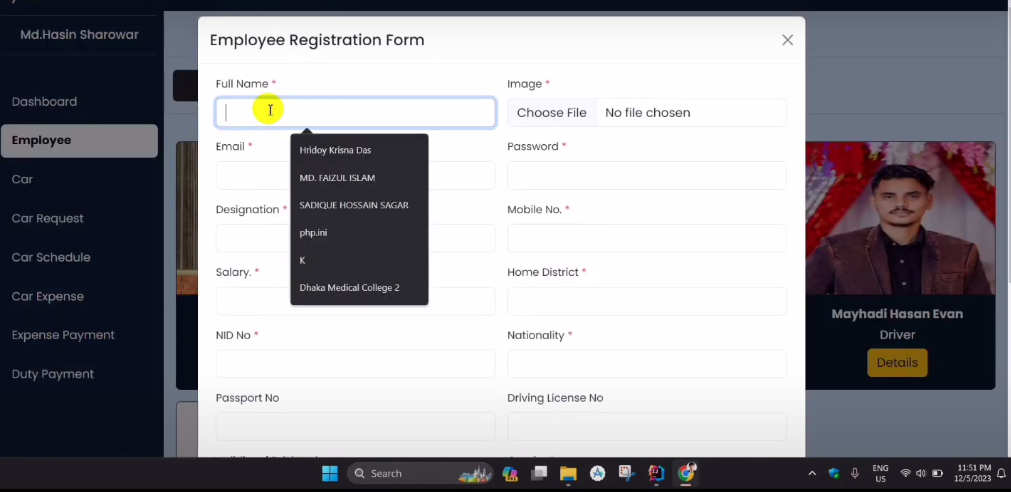 Md.Hasin Sharowar
Dashboard
Employee
Car
Car Request
Car Schedule
Car Expense
Expense Payment
Duty Payment
Employee Registration Form
Full Name *
Image *
Choose File No file chosen
Hridoy Krisna Das
MD. FAIZUL ISLAM
SADIQUE HOSSAIN SAGAR
php.ini
K
Dhaka Medical College 2
Email *
Password *
Designation *
Mobile No. *
Salary. *
Home District *
NID No *
Nationality *
Passport No
Driving License No
Mayhadi Hasan Evan
Driver
Details
Search
ENG
US
11:51 PM
12/5/2023